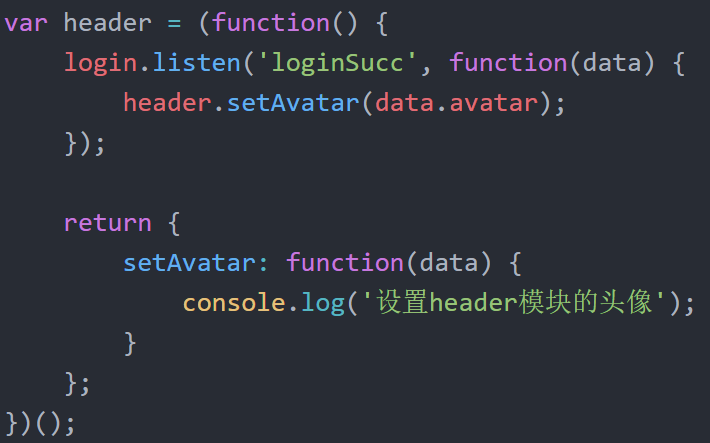 var header = (function() {
    login.listen('loginSucc', function(data) {
        header.setAvatar(data.avatar);
    });

    return {
        setAvatar: function(data) {
            console.log('设置header模块的头像');
        }
    };
})();